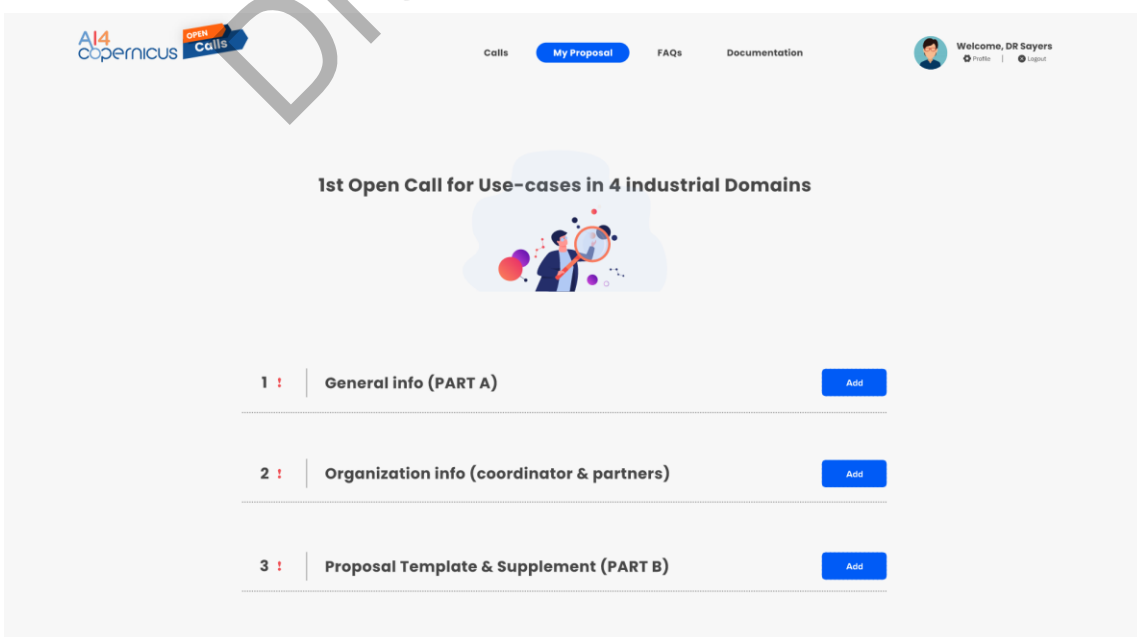 AI4
copernicus
OPEN
Calls
Calls My Proposal FAQs Documentation
Welcome, DR Sayers
Profile | Logout
1st Open Call for Use-cases in 4 industrial Domains
1 ! General info (PART A) Add
2 ! Organization info (coordinator & partners) Add
3 ! Proposal Template & Supplement (PART B) Add